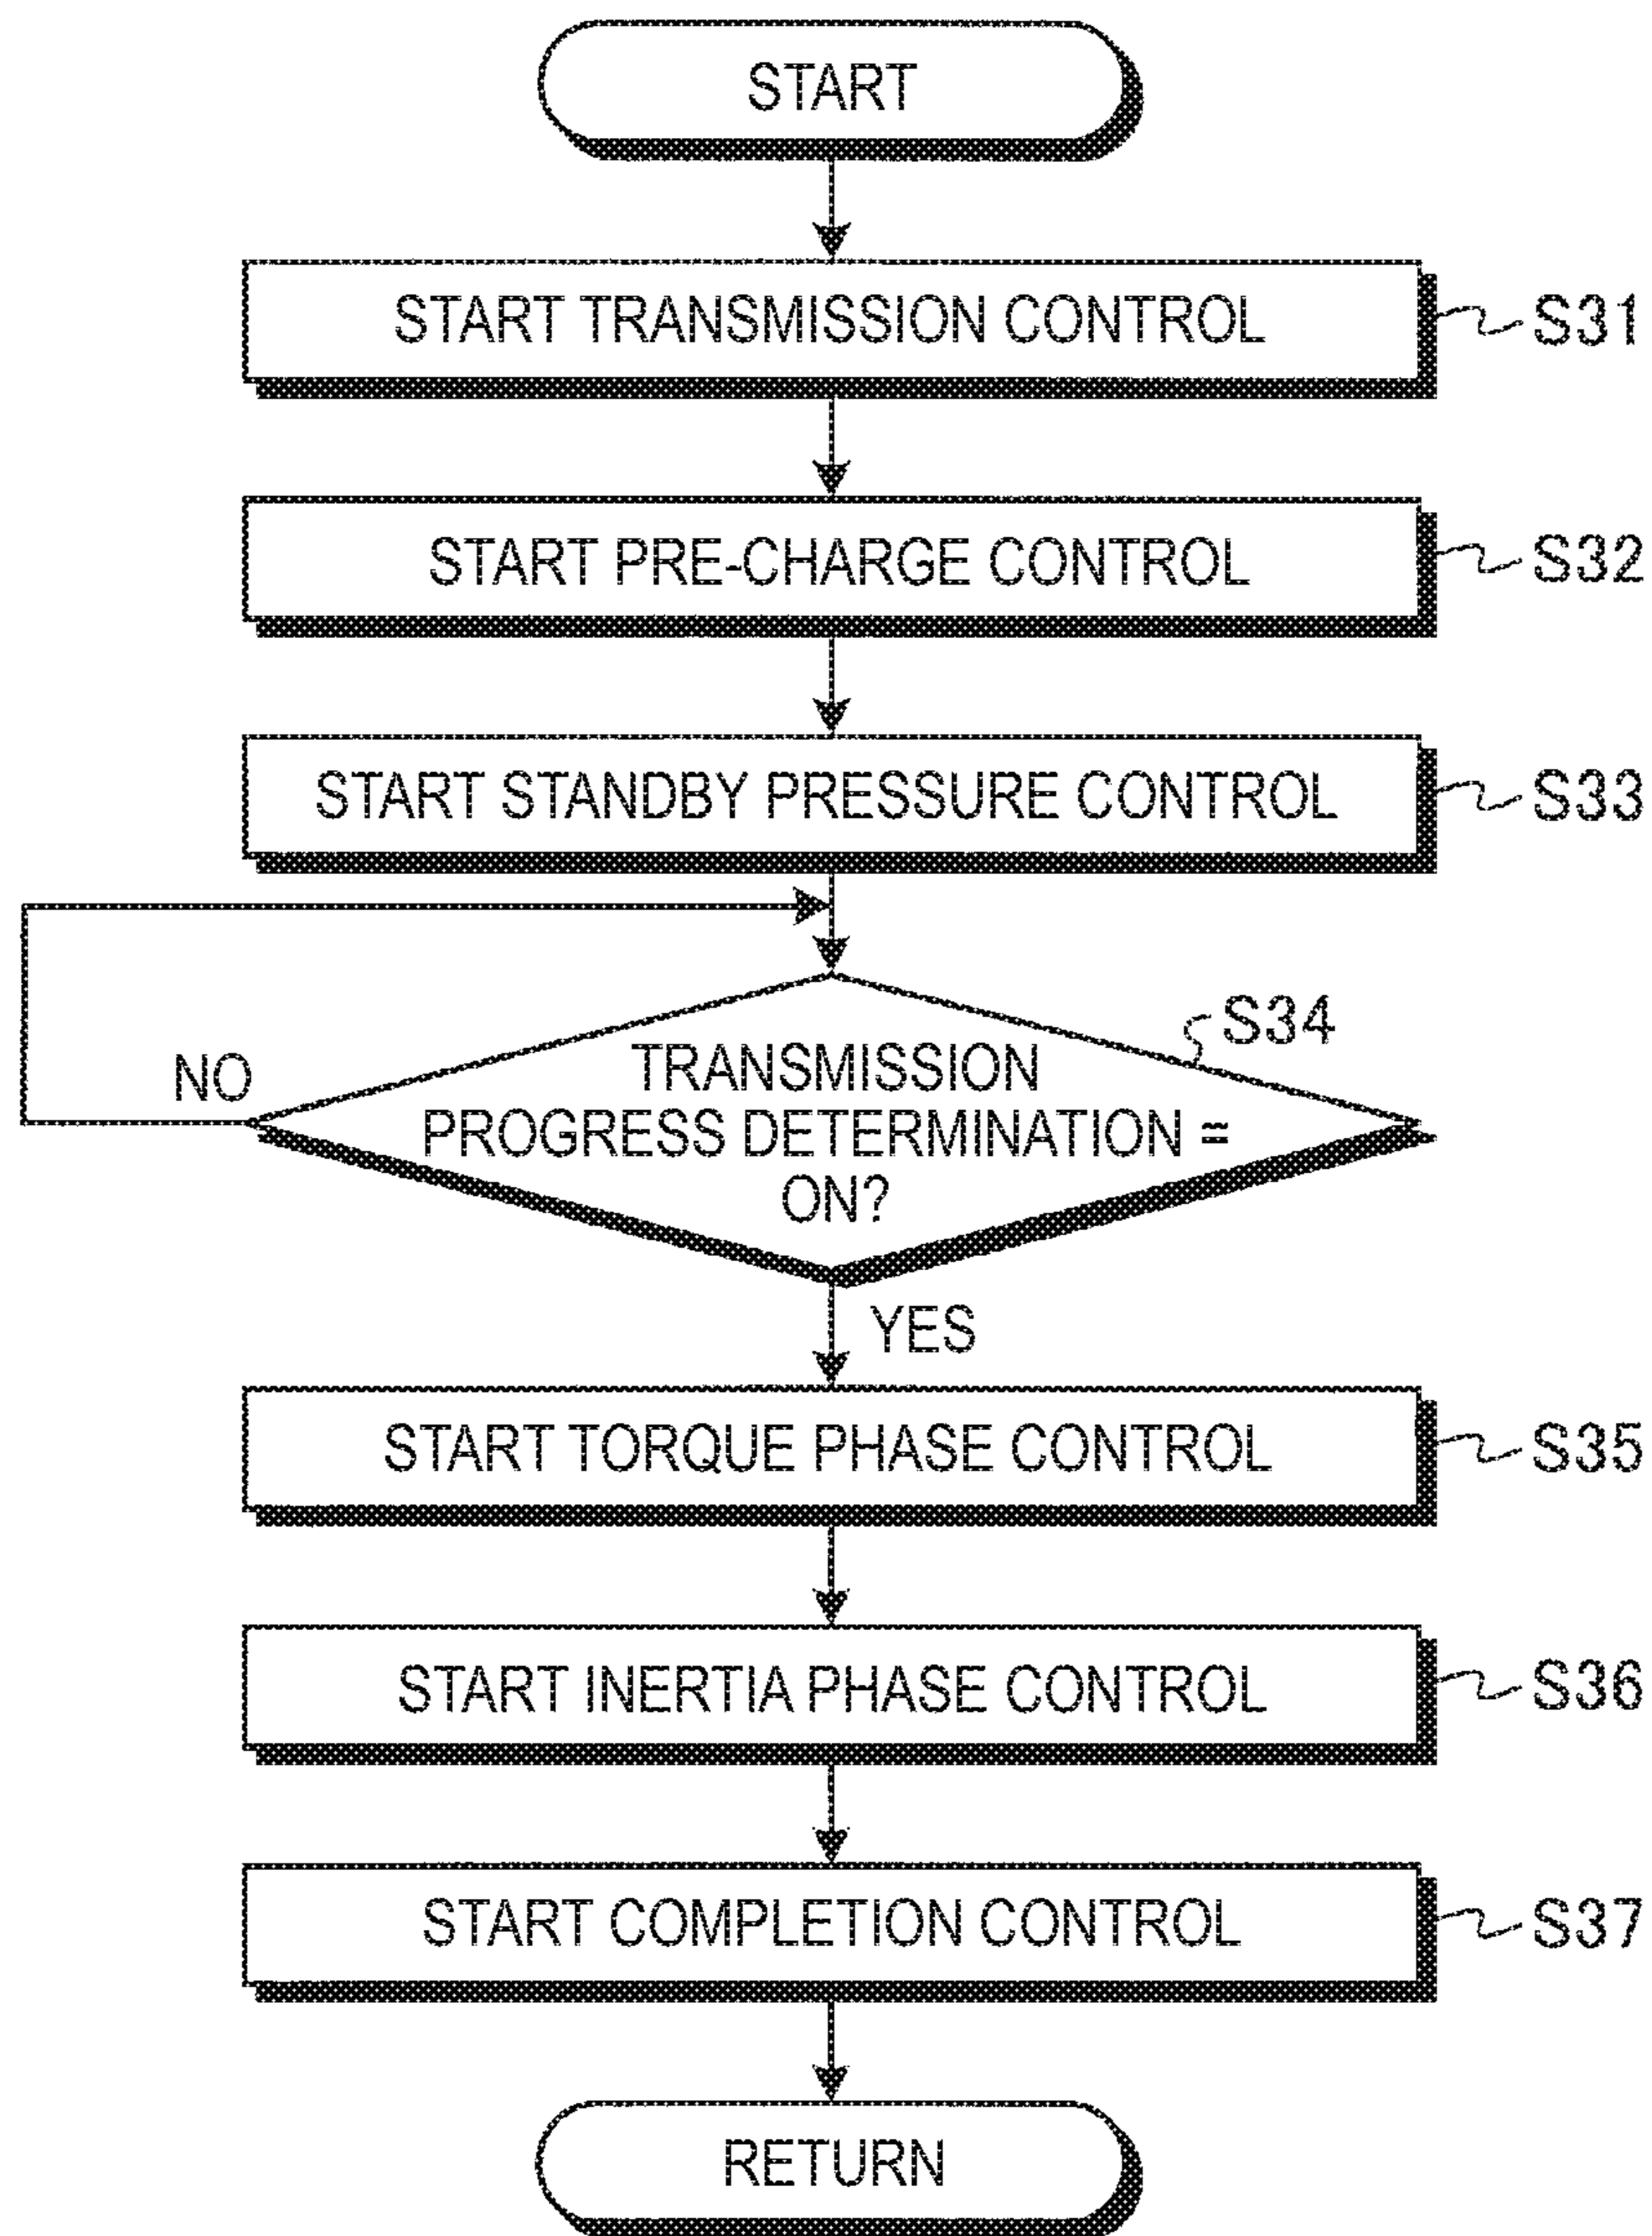 START
START TRANSMISSION CONTROL
S31
START PRE-CHARGE CONTROL
S32
START STANDBY PRESSURE CONTROL
S33
S34
NO
TRANSMISSION
PROGRESS DETERMINATION =
ON?
YES
START TORQUE PHASE CONTROL
S35
START INERTIA PHASE CONTROL
S36
START COMPLETION CONTROL
S37
RETURN